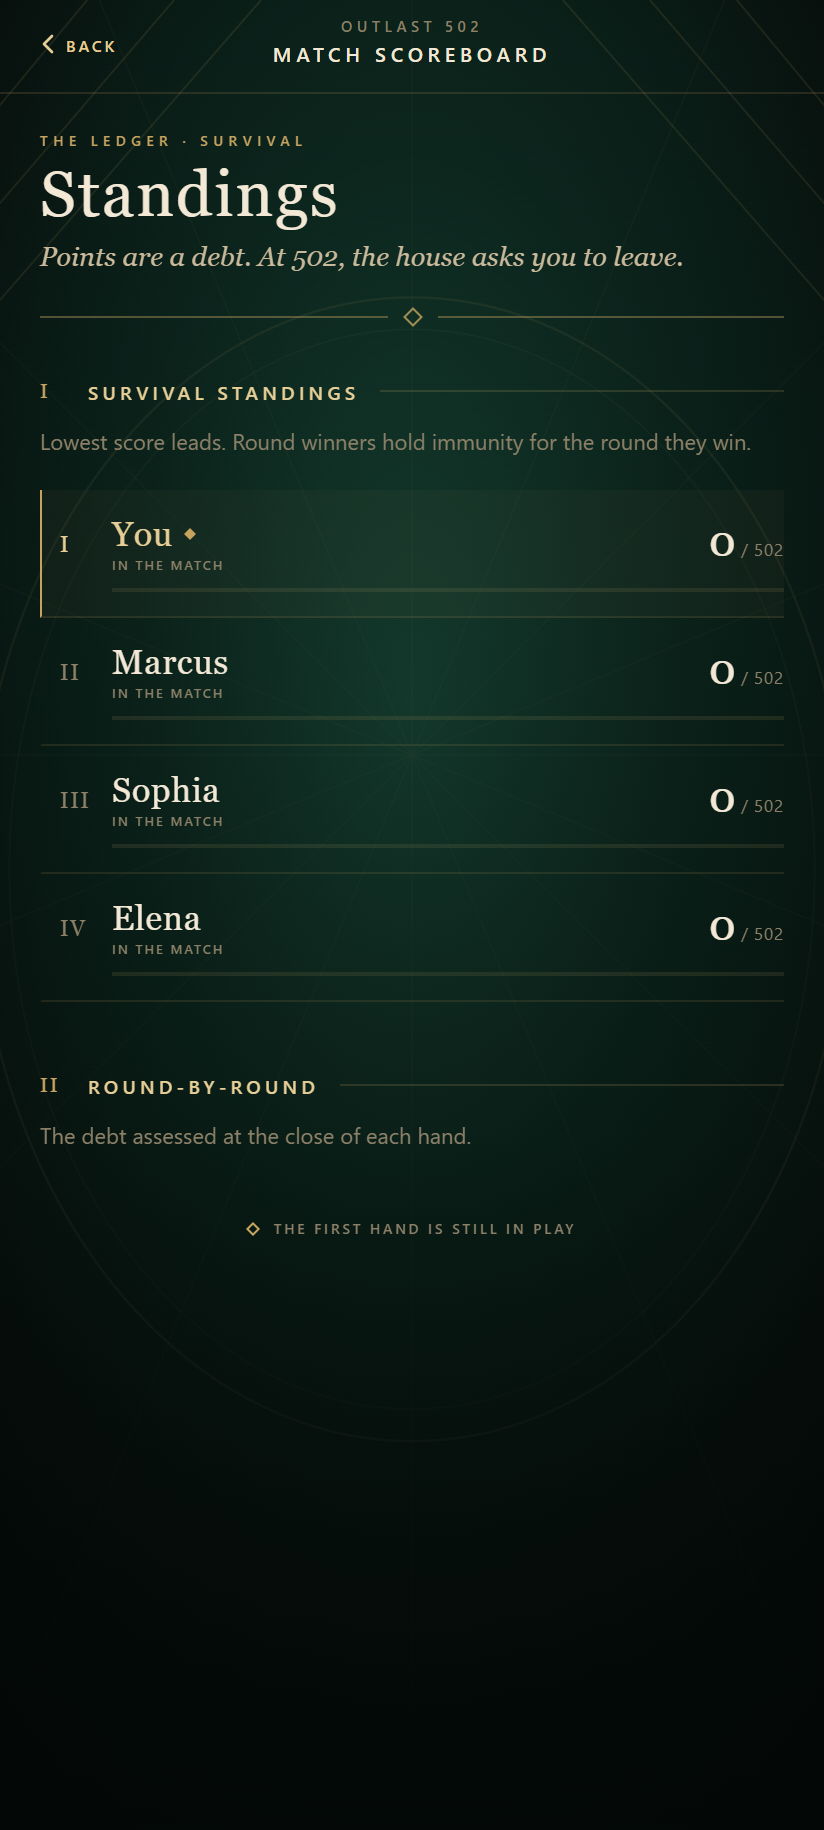 OUTLAST 502
BACK
MATCH SCOREBOARD
THE LEDGER · SURVIVAL
Standings
Points are a debt. At 502, the house asks you to leave.
I SURVIVAL STANDINGS
Lowest score leads. Round winners hold immunity for the round they win.
I You 0 / 502
IN THE MATCH
II Marcus 0 / 502
IN THE MATCH
III Sophia 0 / 502
IN THE MATCH
IV Elena 0 / 502
IN THE MATCH
II ROUND-BY-ROUND
The debt assessed at the close of each hand.
THE FIRST HAND IS STILL IN PLAY